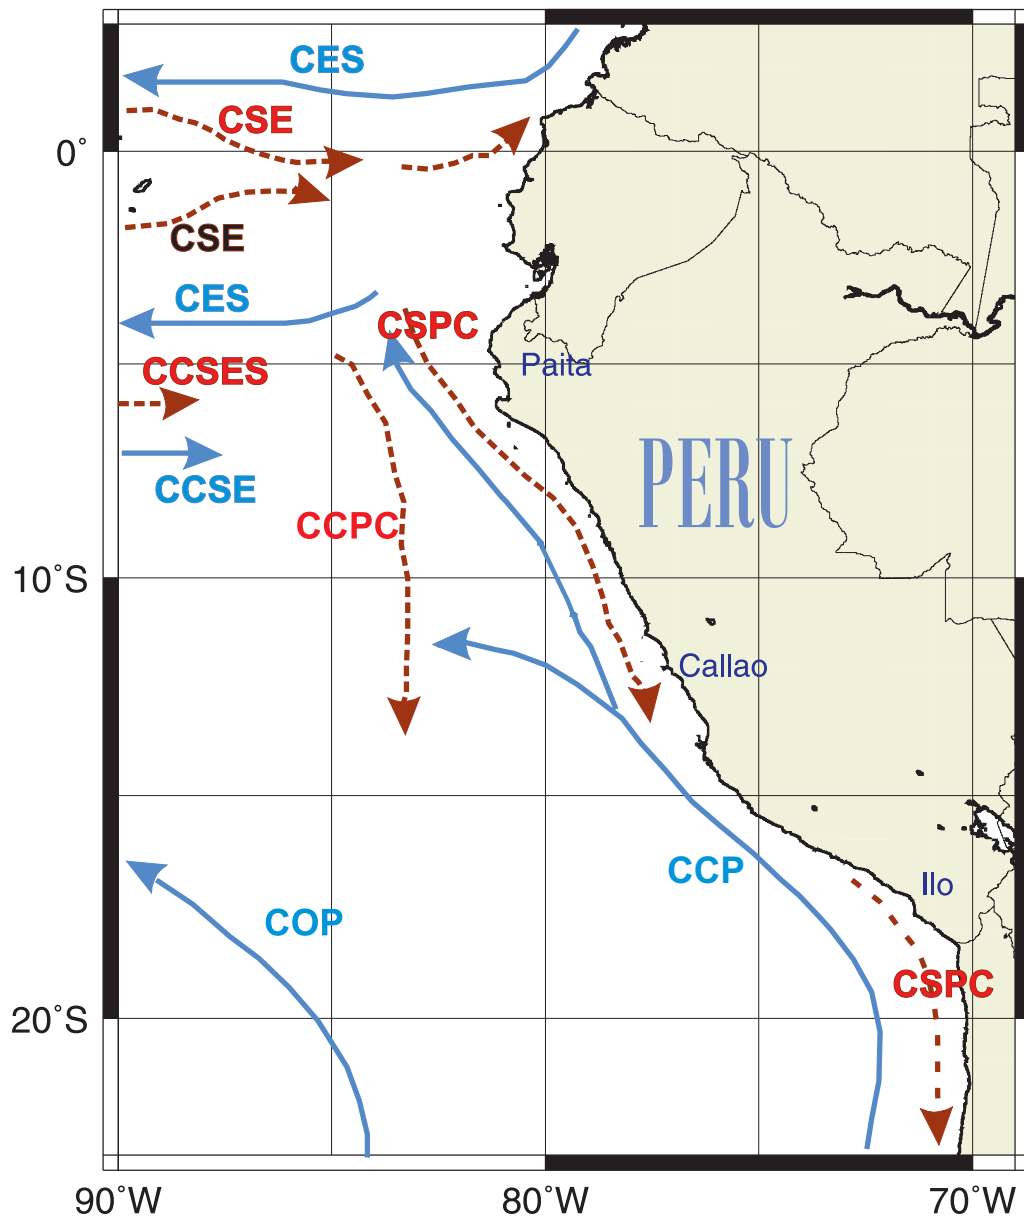 CES
CSE
0°
CSE
CES
CSPC
Paita
CCSES
CCSE
PERU
CCPC
10°S
Callao
CCP
Ilo
COP
CSPC
20°S
90°W 80°W 70°W